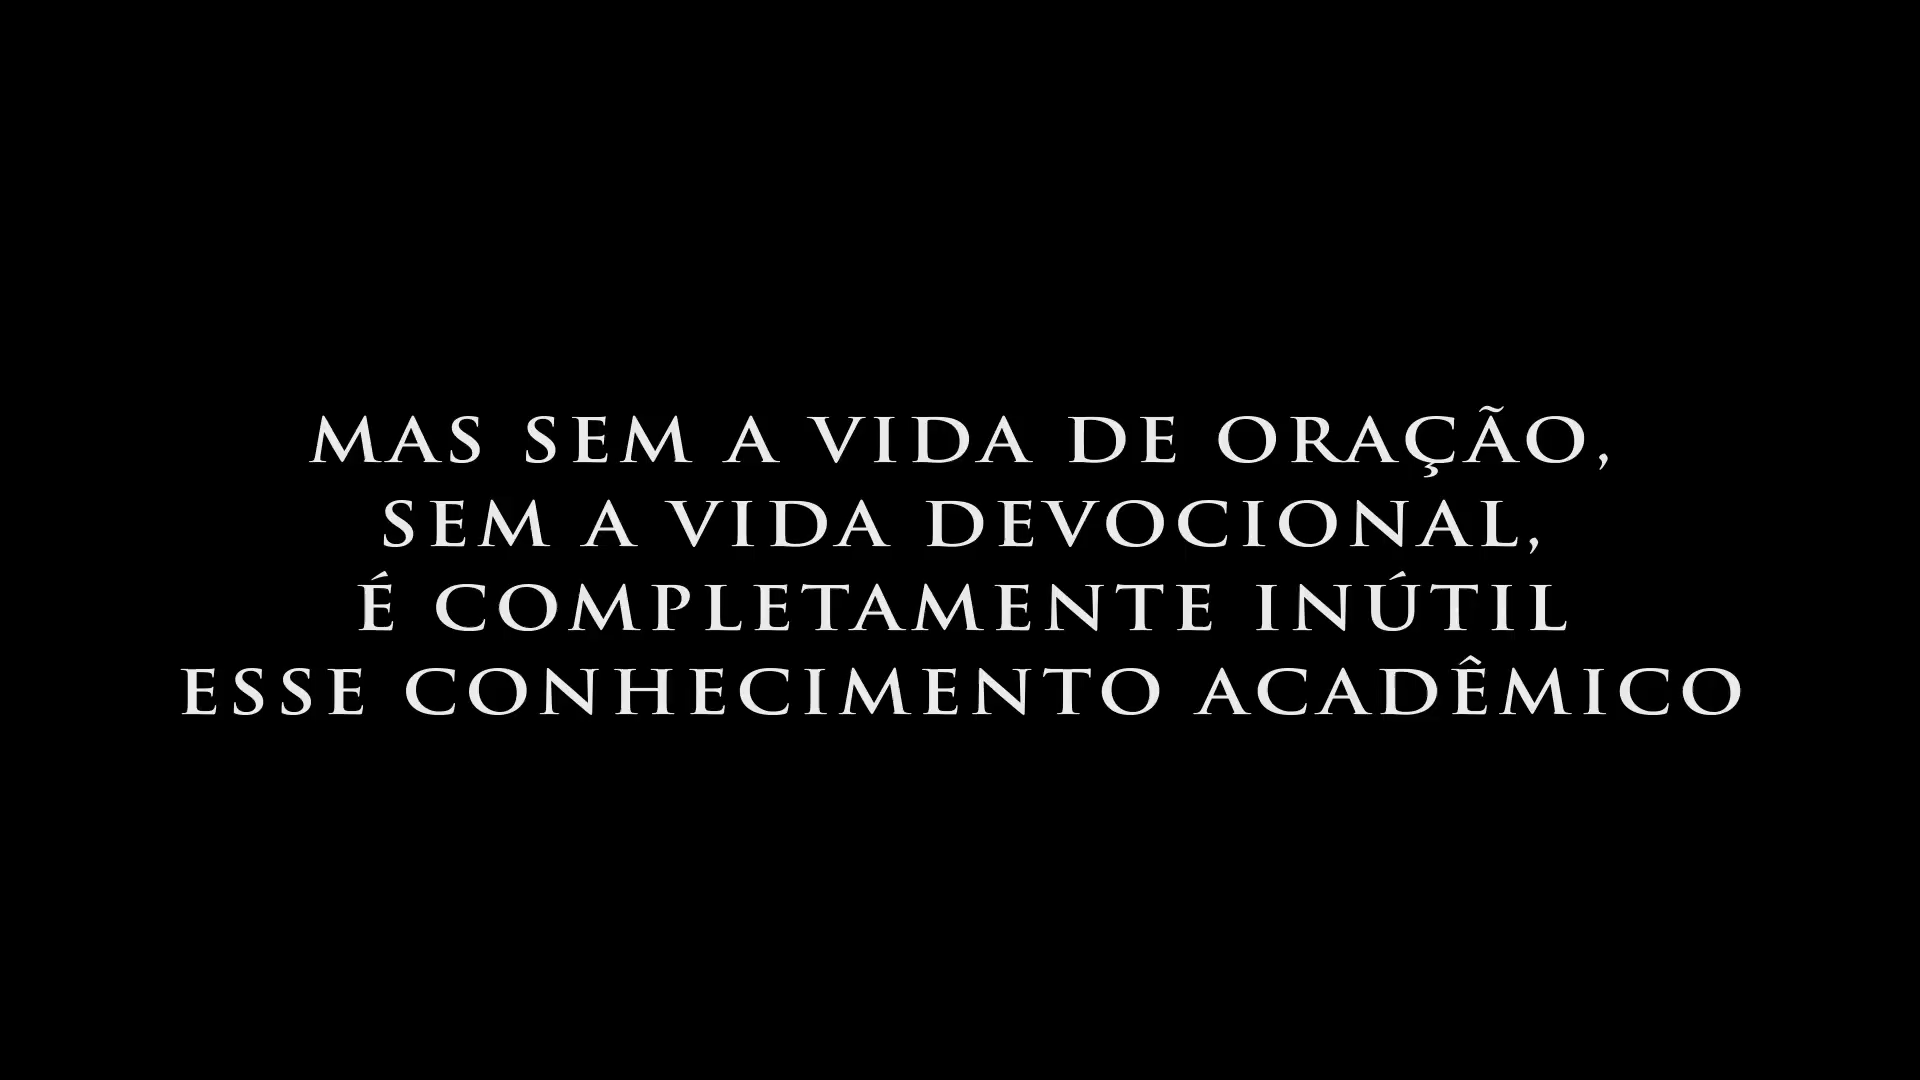 MAS SEM A VIDA DE ORAÇÃO,
SEM A VIDA DEVOCIONAL,
É COMPLETAMENTE INÚTIL
ESSE CONHECIMENTO ACADÊMICO